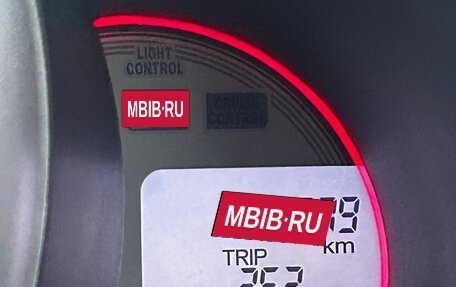 LIGHT
CONTROL
MBIB.RU
CRUISE
CONTROL
MBIB.RU
km
TRIP